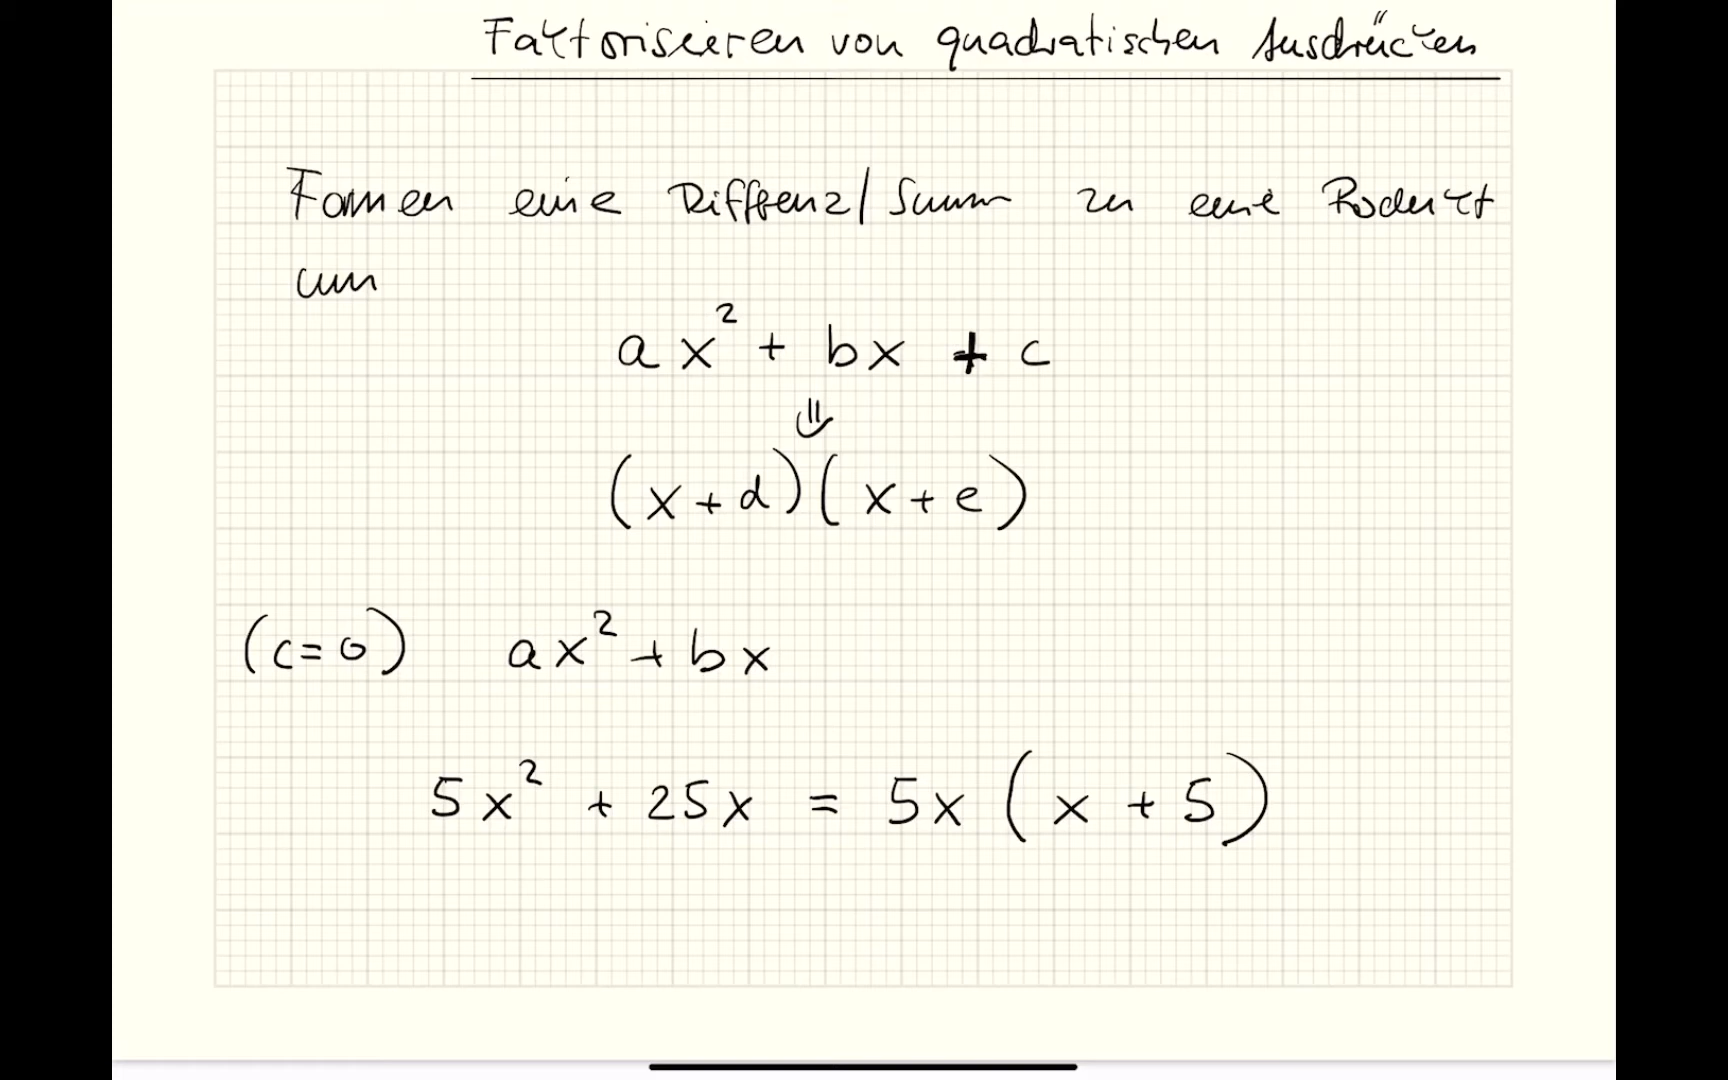 Faktorisieren von quadratischen Ausdrücken
Formen eine Differenz/Summe zu eine Produkt
um
ax² + bx + c
⇓
(x+d)(x+e)
(c=0) ax² + bx
5x² + 25x = 5x (x + 5)